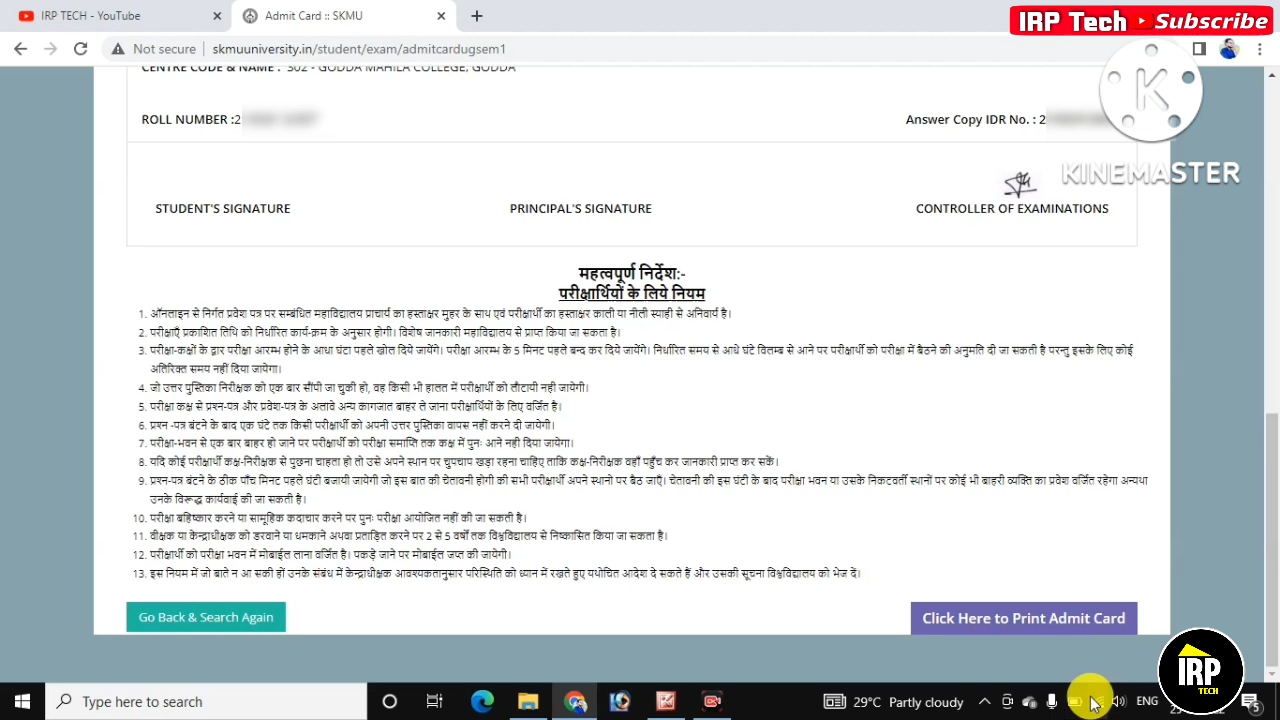 IRP TECH - YouTube
Admit Card :: SKMU
IRP Tech Subscribe
Not secure
skmuuniversity.in/student/exam/admitcardugsem1
CENTRE CODE & NAME : 302 - GODDA MAHILA COLLEGE, GODDA
ROLL NUMBER :2
Answer Copy IDR No. : 2
K
KINEMASTER
STUDENT'S SIGNATURE
PRINCIPAL'S SIGNATURE
CONTROLLER OF EXAMINATIONS
महत्वपूर्ण निर्देश:-
परीक्षार्थियों के लिये नियम
1. ऑनलाइन से निर्गत प्रवेश पत्र पर सम्बंधित महाविद्यालय प्राचार्य का हस्ताक्षर मुहर के साथ एवं परीक्षार्थी का हस्ताक्षर काली या नीली स्याही से अनिवार्य है।
2. परीक्षाएँ प्रकाशित तिथि को निर्धारित कार्य-क्रम के अनुसार होगी। विशेष जानकारी महाविद्यालय से प्राप्त किया जा सकता है।
3. परीक्षा-कक्षों के द्वार परीक्षा आरम्भ होने के आधा घंटा पहले खोल दिये जायेंगे। परीक्षा आरम्भ के 5 मिनट पहले बन्द कर दिये जायेंगे। निर्धारित समय से आधे घंटे विलम्ब से आने पर परीक्षार्थी को परीक्षा में बैठने की अनुमति दी जा सकती है परन्तु इसके लिए कोई
अतिरिक्त समय नहीं दिया जायेगा।
4. जो उत्तर पुस्तिका निरीक्षक को एक बार सौंपी जा चुकी हो, वह किसी भी हालत में परीक्षार्थी को लौटायी नही जायेगी।
5. परीक्षा कक्ष से प्रश्न-पत्र और प्रवेश-पत्र के अलावे अन्य कागजात बाहर ले जाना परीक्षार्थियों के लिए वर्जित है।
6. प्रश्न -पत्र बंटने के बाद एक घंटे तक किसी परीक्षार्थी को अपनी उत्तर पुस्तिका वापस नहीं करने दी जायेगी।
7. परीक्षा-भवन से एक बार बाहर हो जाने पर परीक्षार्थी को परीक्षा समाप्ति तक कक्ष में पुनः आने नही दिया जायेगा।
8. यदि कोई परीक्षार्थी कक्ष-निरीक्षक से पुछना चाहता हो तो उसे अपने स्थान पर चुपचाप खड़ा रहना चाहिए ताकि कक्ष-निरीक्षक वहाँ पहुँच कर जानकारी प्राप्त कर सकें।
9. प्रश्न-पत्र बंटने के ठीक पाँच मिनट पहले घंटी बजायी जायेगी जो इस बात की चेतावनी होगी की सभी परीक्षार्थी अपने स्थानो पर बैठ जाएँ। चेतावनी की इस घंटी के बाद परीक्षा भवन या उसके निकटवर्ती स्थानों पर कोई भी बाहरी व्यक्ति का प्रवेश वर्जित रहेगा अन्यथा
उनके विरूद्ध कार्यवाई की जा सकती है।
10. परीक्षा बहिष्कार करने या सामूहिक कदाचार करने पर पुनः परीक्षा आयोजित नहीं की जा सकती है।
11. वीक्षक या केन्द्राधीक्षक को डरवाने या धमकाने अथवा प्रताड़ित करने पर 2 से 5 वर्षों तक विश्वविद्यालय से निष्कासित किया जा सकता है।
12. परीक्षार्थी को परीक्षा भवन में मोबाईल लाना वर्जित है। पकड़े जाने पर मोबाईल जप्त की जायेगी।
13. इस नियम में जो बाते न आ सकी हों उनके संबंध में केन्द्राधीक्षक आवश्यकतानुसार परिस्थिति को ध्यान में रखते हुए यथोचित आदेश दे सकते हैं और उसकी सूचना विश्वविद्यालय को भेज दें।
Go Back & Search Again
Click Here to Print Admit Card
IRP
TECH
Type here to search
29°C Partly cloudy
ENG
5